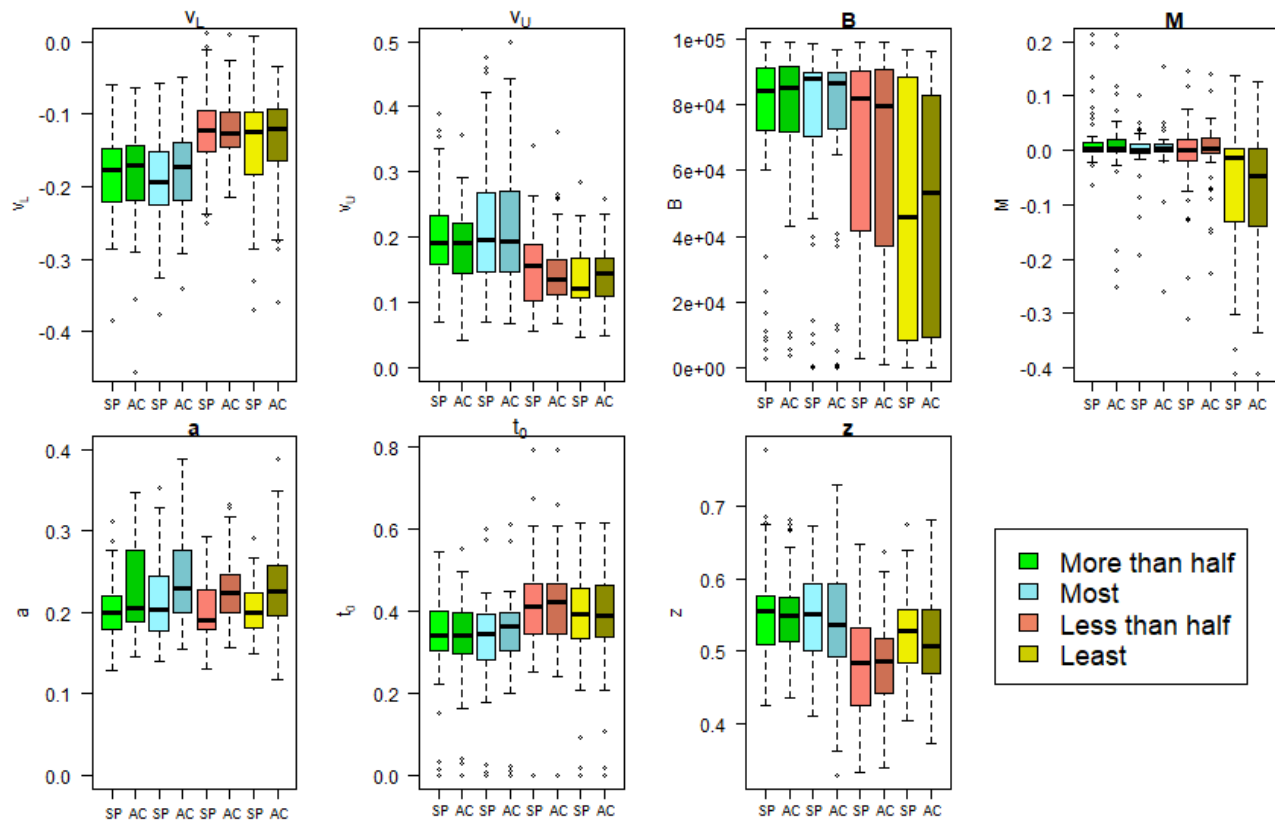 v_L
v_U
B
M
0.0
-0.1
-0.2
-0.3
-0.4
v_L
SP AC SP AC SP AC SP AC
0.5
0.4
0.3
0.2
0.1
0.0
v_U
SP AC SP AC SP AC SP AC
1e+05
8e+04
6e+04
4e+04
2e+04
0e+00
B
SP AC SP AC SP AC SP AC
0.2
0.1
0.0
-0.1
-0.2
-0.3
-0.4
M
SP AC SP AC SP AC SP AC
a
t_0
z
0.4
0.3
0.2
0.1
0.0
a
SP AC SP AC SP AC SP AC
0.8
0.6
0.4
0.2
0.0
t_0
SP AC SP AC SP AC SP AC
0.7
0.6
0.5
0.4
z
SP AC SP AC SP AC SP AC
More than half
Most
Less than half
Least